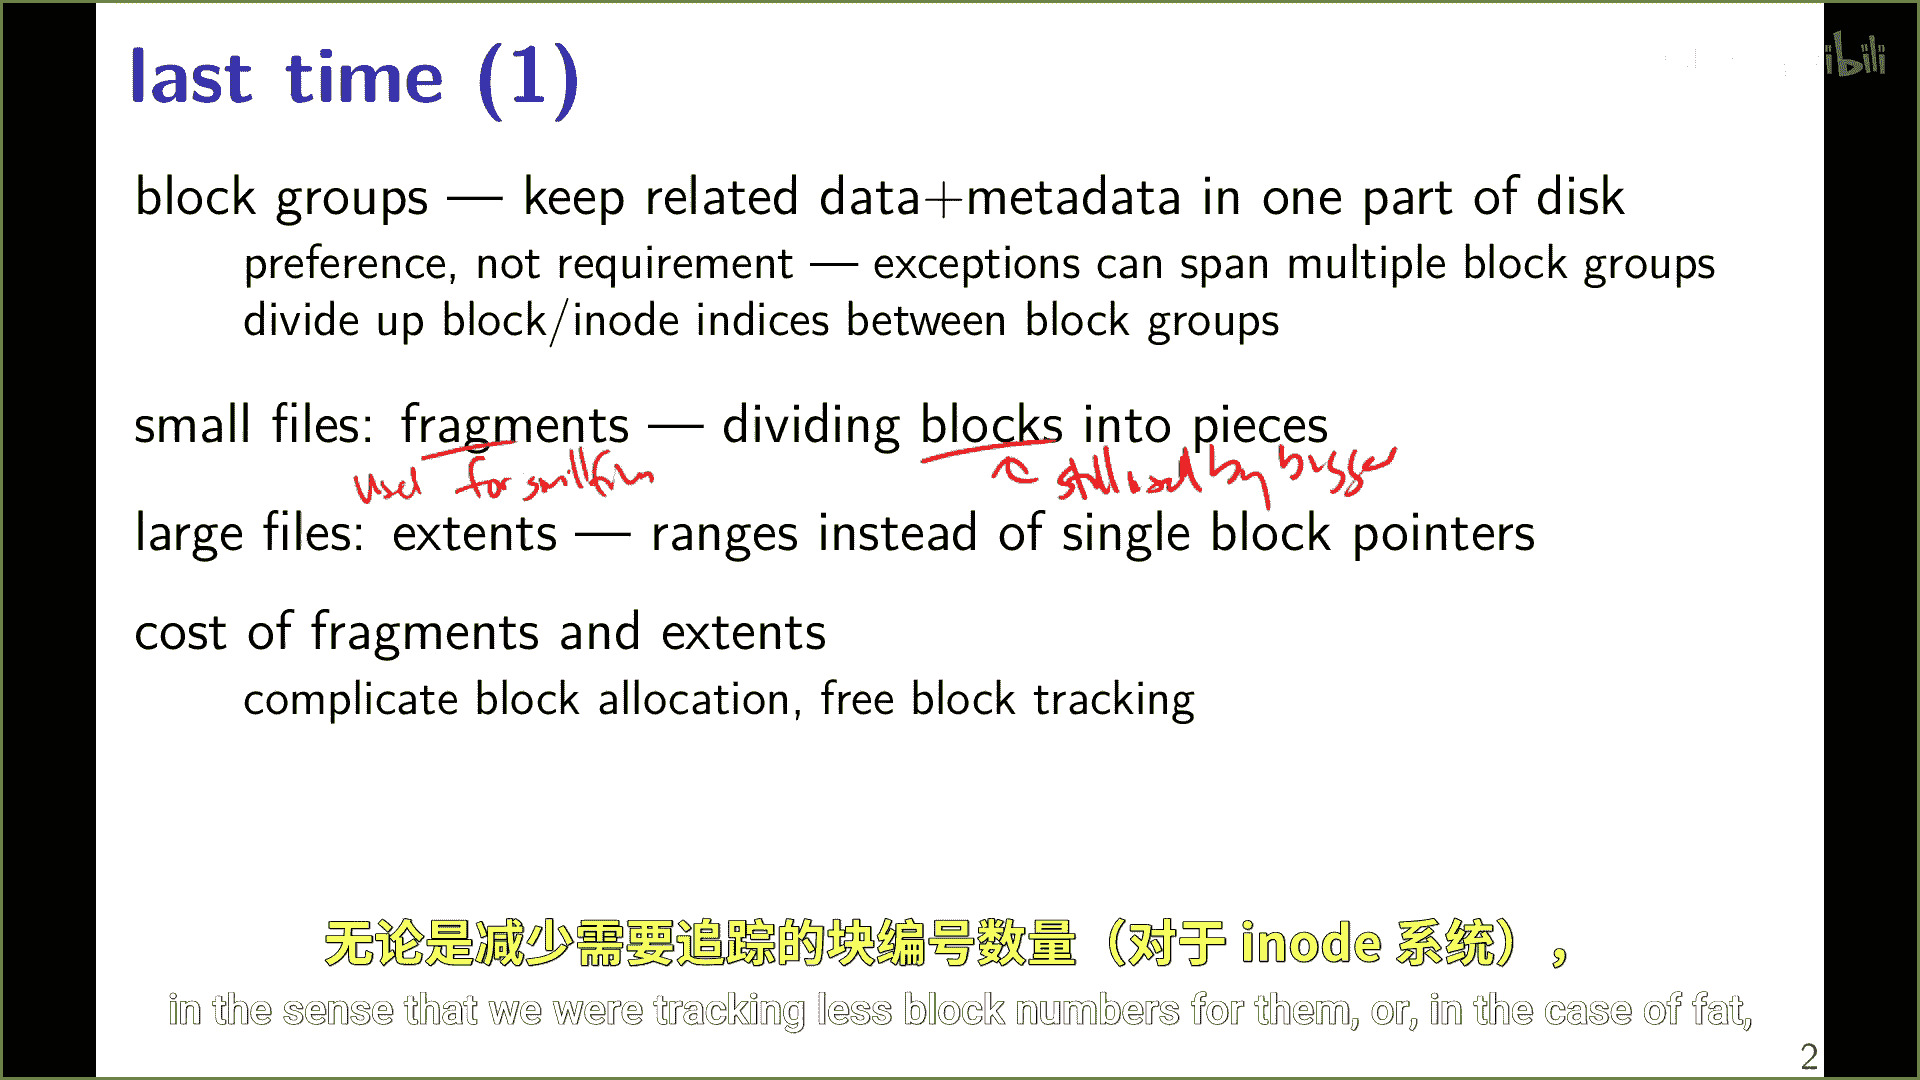 last time (1)
bili
block groups — keep related data+metadata in one part of disk
preference, not requirement — exceptions can span multiple block groups
divide up block/inode indices between block groups
small files: fragments — dividing blocks into pieces
used for small files
still used by bigger
large files: extents — ranges instead of single block pointers
cost of fragments and extents
complicate block allocation, free block tracking
无论是减少需要追踪的块编号数量（对于 inode 系统），
in the sense that we were tracking less block numbers for them, or, in the case of fat,
2